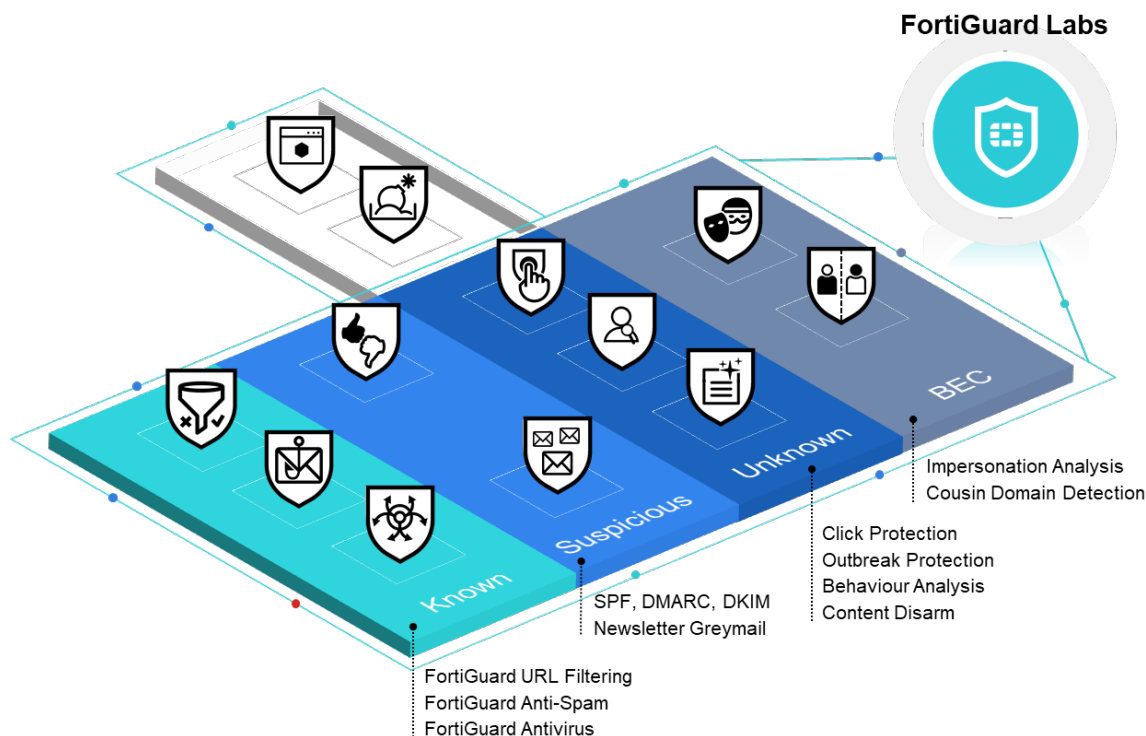 FortiGuard Labs
BEC
Unknown
Suspicious
Known
Impersonation Analysis
Cousin Domain Detection
Click Protection
Outbreak Protection
Behaviour Analysis
Content Disarm
SPF, DMARC, DKIM
Newsletter Greymail
FortiGuard URL Filtering
FortiGuard Anti-Spam
FortiGuard Antivirus